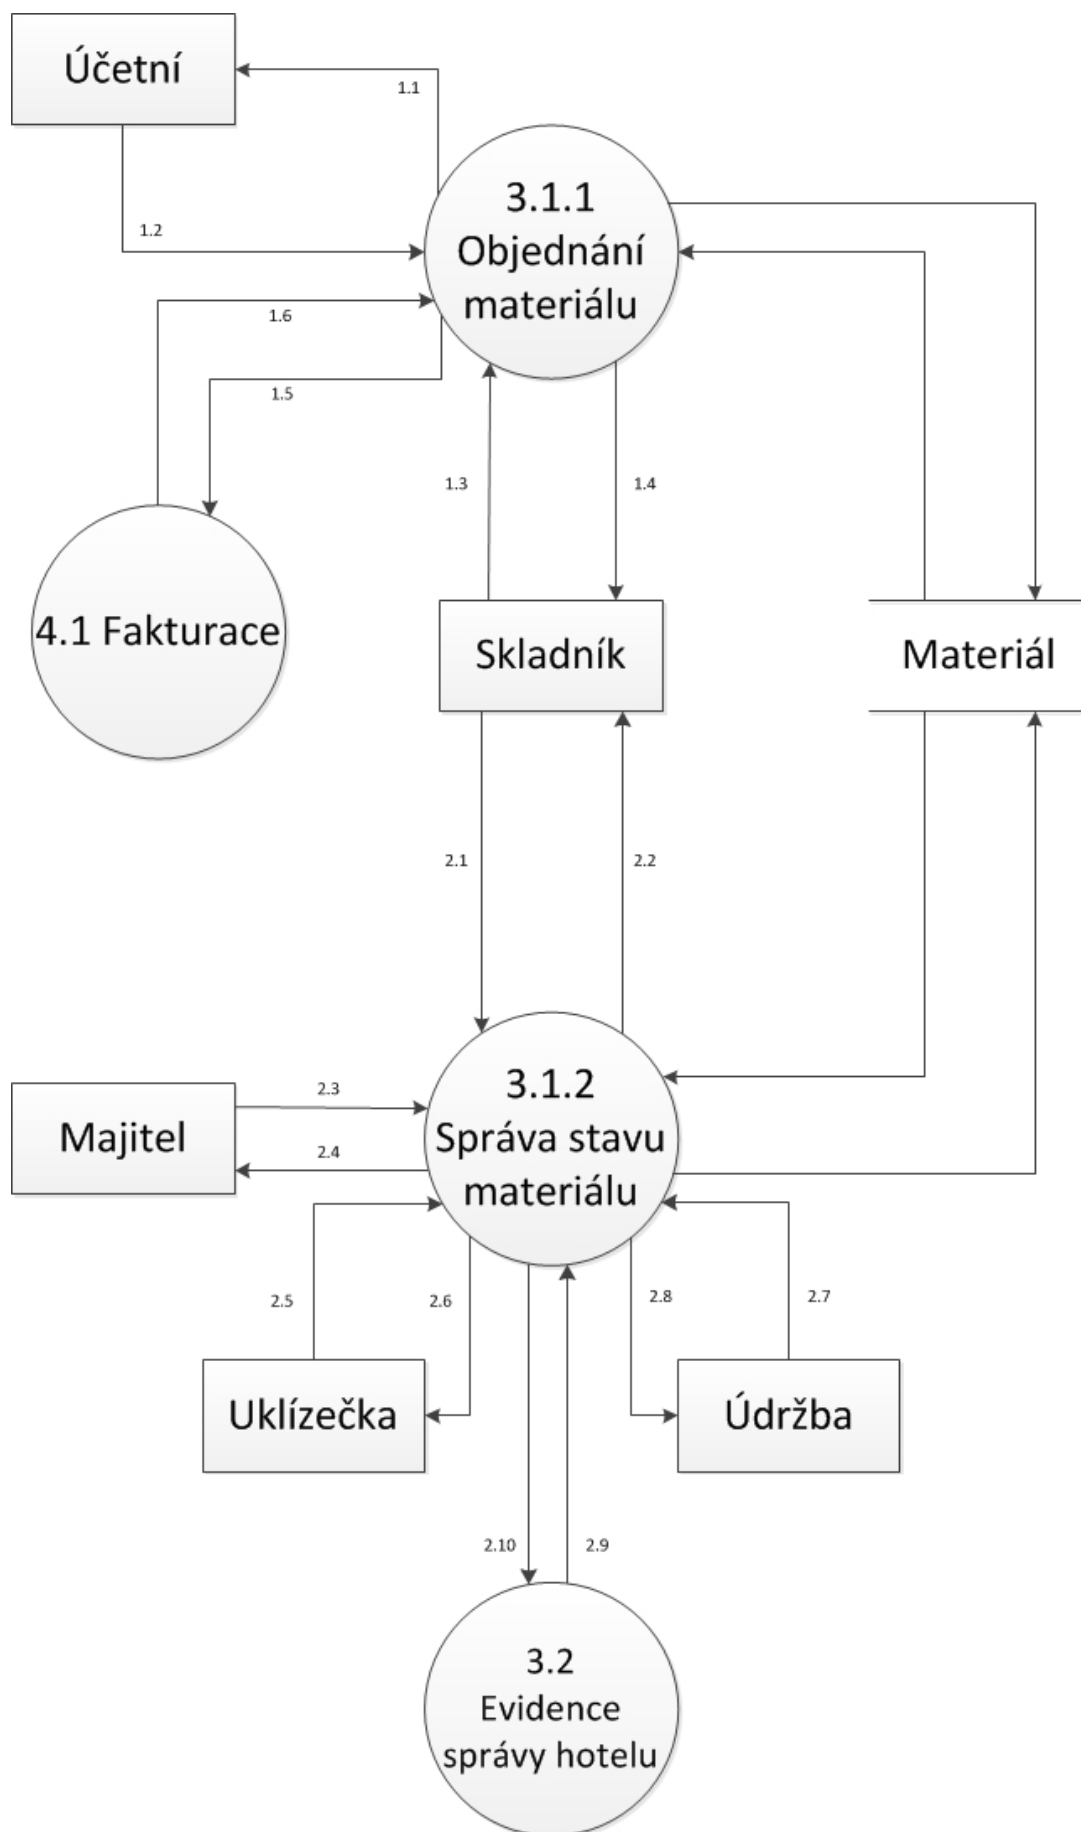 Účetní
1.1
3.1.1
Objednání
materiálu
1.2
1.6
1.5
1.3
1.4
4.1 Fakturace
Skladník
Materiál
2.1
2.2
3.1.2
Správa stavu
materiálu
Majitel
2.3
2.4
2.5
2.6
2.8
2.7
Uklízečka
Údržba
2.10
2.9
3.2
Evidence
správy hotelu